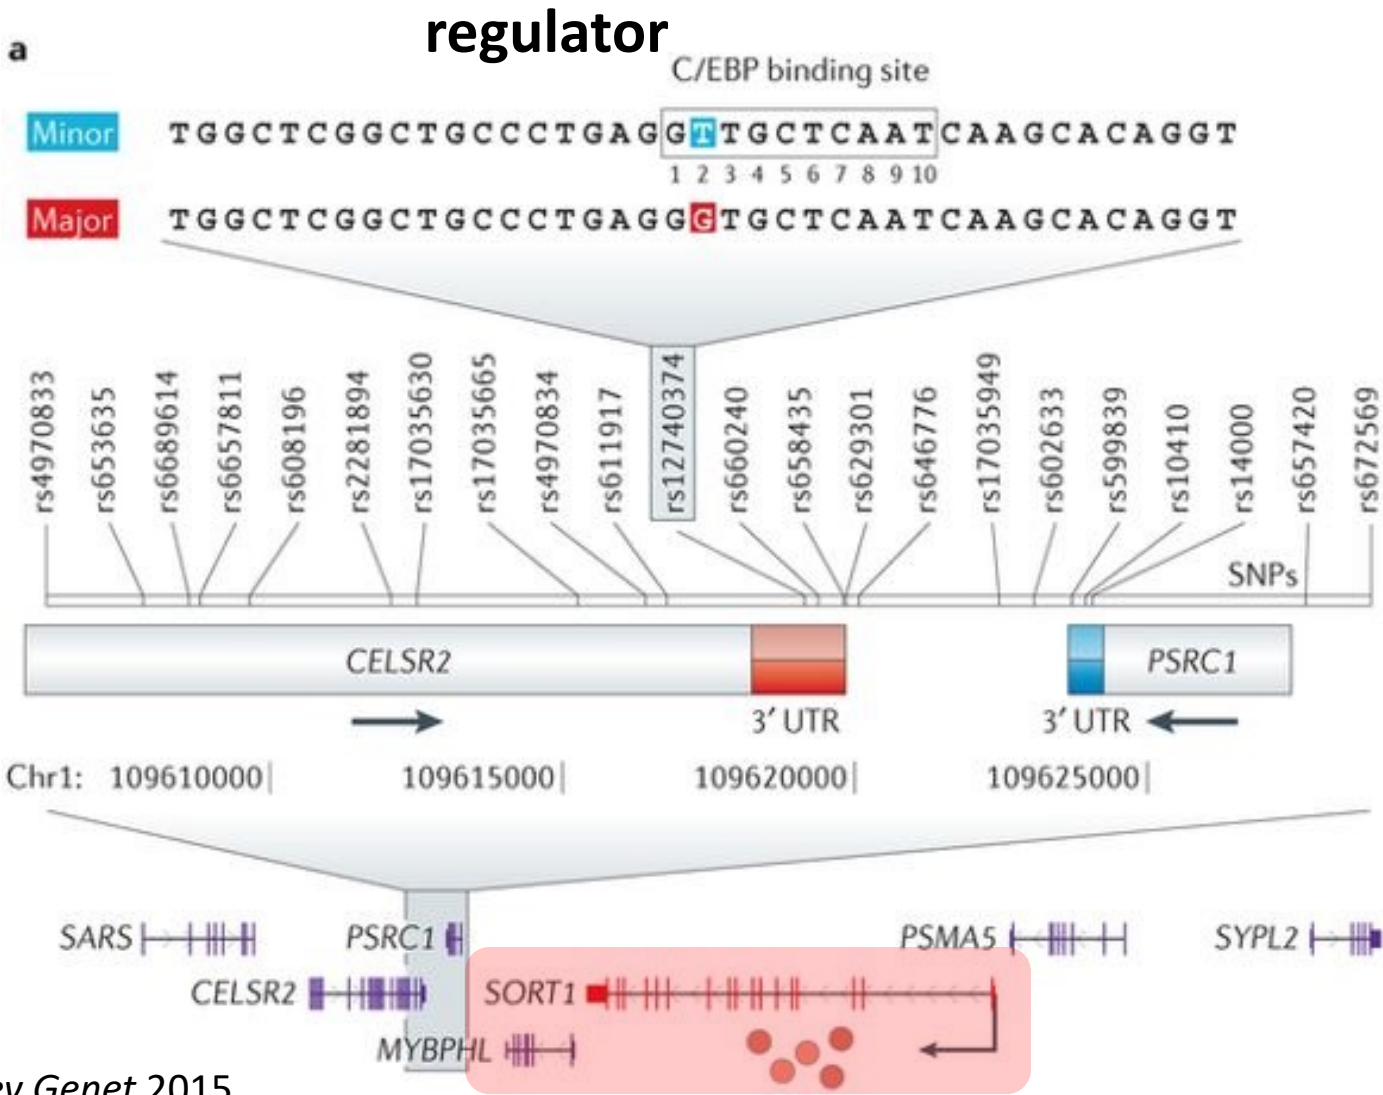 regulator
a
C/EBP binding site
Minor TGGCTCGGCTGCCCTGAGGTTGCTCAATCAAGCACAGGT
1 2 3 4 5 6 7 8 9 10
Major TGGCTCGGCTGCCCTGAGGGTGCTCAATCAAGCACAGGT
rs4970833
rs653635
rs6689614
rs6657811
rs608196
rs2281894
rs17035630
rs17035665
rs4970834
rs611917
rs12740374
rs660240
rs658435
rs629301
rs646776
rs17035949
rs602633
rs599839
rs10410
rs14000
rs657420
rs672569
SNPs
CELSR2 PSRC1
3′ UTR 3′ UTR
Chr1: 109610000| 109615000| 109620000| 109625000|
SARS PSRC1 PSMA5 SYPL2
CELSR2 SORT1
MYBPHL
Genet 2015